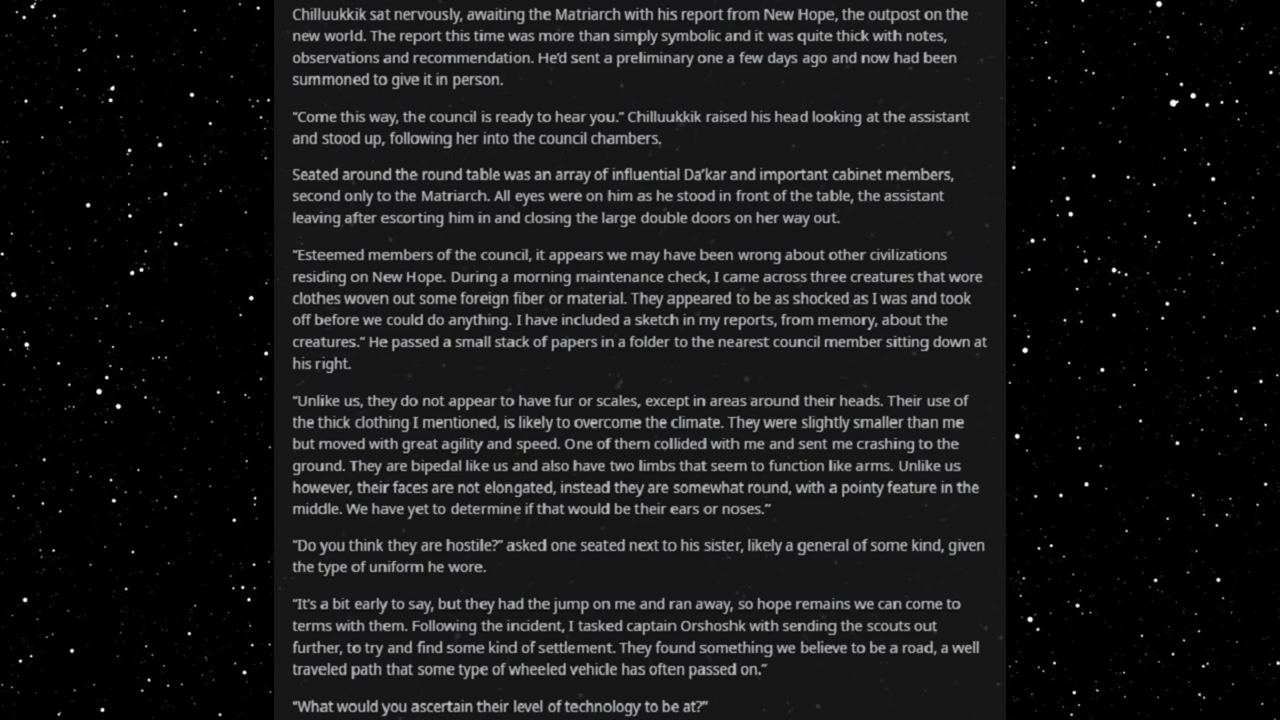 Chilluukkik sat nervously, awaiting the Matriarch with his report from New Hope, the outpost on the
new world. The report this time was more than simply symbolic and it was quite thick with notes,
observations and recommendation. He’d sent a preliminary one a few days ago and now had been
summoned to give it in person.
“Come this way, the council is ready to hear you.” Chilluukkik raised his head looking at the assistant
and stood up, following her into the council chambers.
Seated around the round table was an array of influential Da’kar and important cabinet members,
second only to the Matriarch. All eyes were on him as he stood in front of the table, the assistant
leaving after escorting him in and closing the large double doors on her way out.
“Esteemed members of the council, it appears we may have been wrong about other civilizations
residing on New Hope. During a morning maintenance check, I came across three creatures that wore
clothes woven out some foreign fiber or material. They appeared to be as shocked as I was and took
off before we could do anything. I have included a sketch in my reports, from memory, about the
creatures.” He passed a small stack of papers in a folder to the nearest council member sitting down at
his right.
“Unlike us, they do not appear to have fur or scales, except in areas around their heads. Their use of
the thick clothing I mentioned, is likely to overcome the climate. They were slightly smaller than me
but moved with great agility and speed. One of them collided with me and sent me crashing to the
ground. They are bipedal like us and also have two limbs that seem to function like arms. Unlike us
however, their faces are not elongated, instead they are somewhat round, with a pointy feature in the
middle. We have yet to determine if that would be their ears or noses.”
“Do you think they are hostile?” asked one seated next to his sister, likely a general of some kind, given
the type of uniform he wore.
“It’s a bit early to say, but they had the jump on me and ran away, so hope remains we can come to
terms with them. Following the incident, I tasked captain Orshoshk with sending the scouts out
further, to try and find some kind of settlement. They found something we believe to be a road, a well
traveled path that some type of wheeled vehicle has often passed on.”
“What would you ascertain their level of technology to be at?”